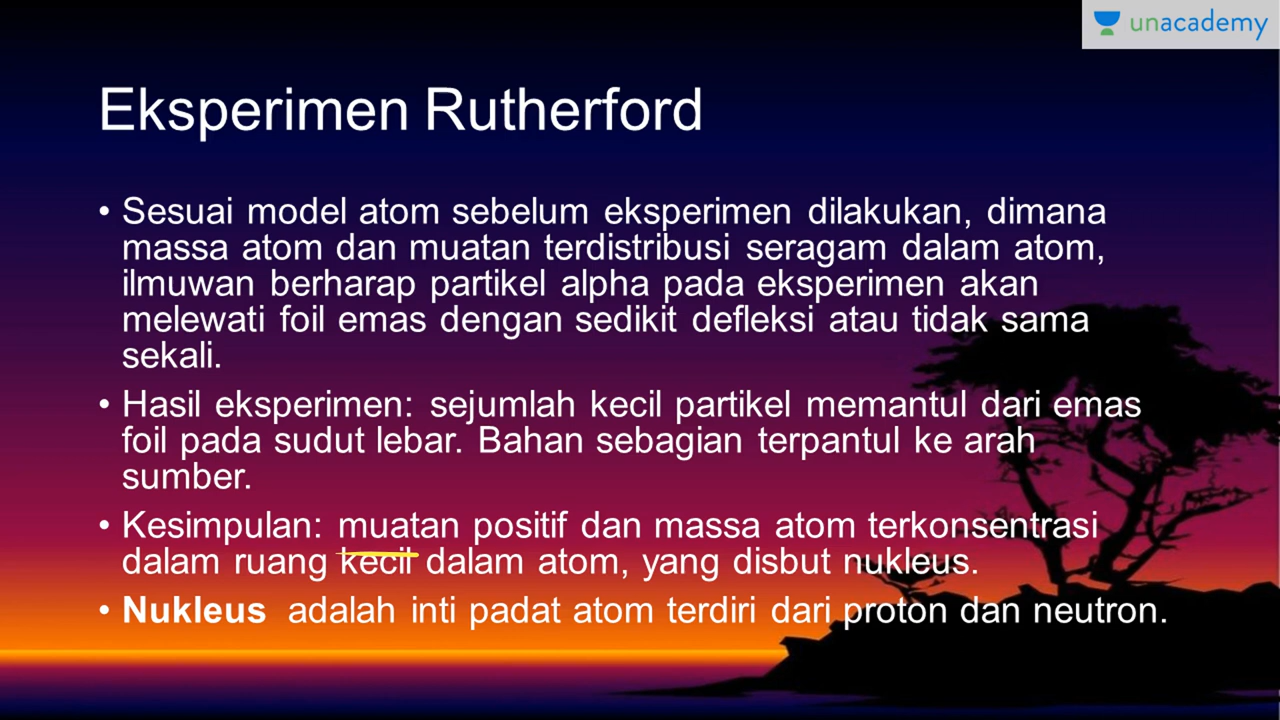 unacademy
Eksperimen Rutherford
• Sesuai model atom sebelum eksperimen dilakukan, dimana
massa atom dan muatan terdistribusi seragam dalam atom,
ilmuwan berharap partikel alpha pada eksperimen akan
melewati foil emas dengan sedikit defleksi atau tidak sama
sekali.
• Hasil eksperimen: sejumlah kecil partikel memantul dari emas
foil pada sudut lebar. Bahan sebagian terpantul ke arah
sumber.
• Kesimpulan: muatan positif dan massa atom terkonsentrasi
dalam ruang kecil dalam atom, yang disbut nukleus.
• Nukleus adalah inti padat atom terdiri dari proton dan neutron.